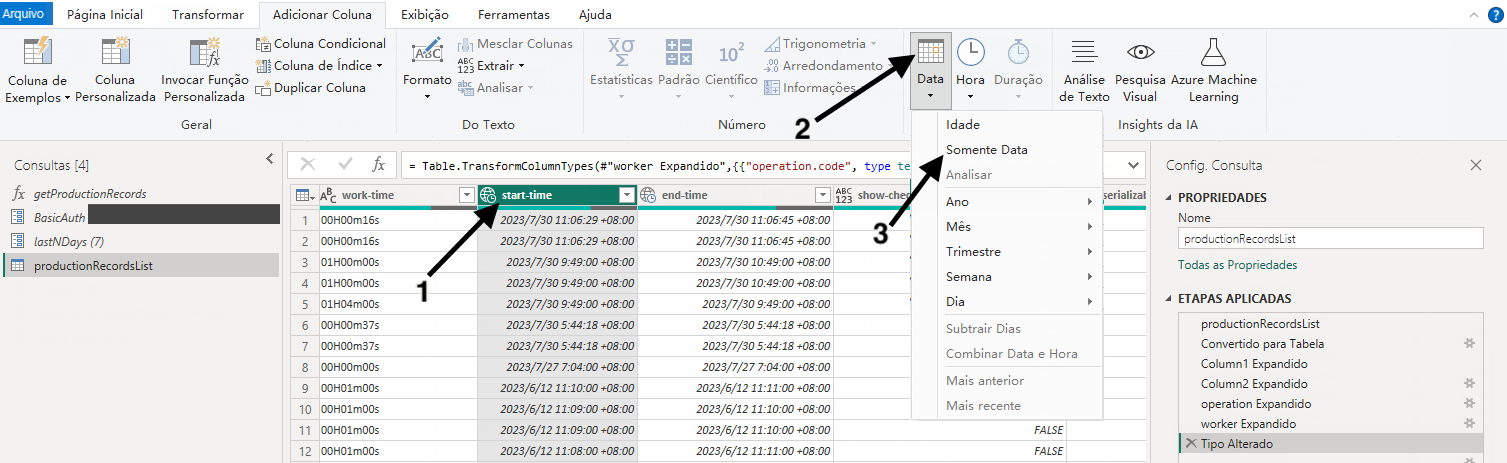 Arquivo Página Inicial Transformar Adicionar Coluna Exibição Ferramentas Ajuda
Coluna de Exemplos
Coluna Personalizada
Invocar Função Personalizada
Coluna Condicional
Coluna de Índice
Duplicar Coluna
Geral
ABC
Formato
Mesclar Colunas
ABC 123 Extrair
abc Analisar
Do Texto
XΣ Estatísticas
Padrão
10² Científico
Trigonometria
.00 Arredondamento
Informações
Número
Data
Hora
Duração
Análise de Texto
Pesquisa Visual
Azure Machine Learning
Insights da IA
1
2
3
Idade
Somente Data
Analisar
Ano
Mês
Trimestre
Semana
Dia
Subtrair Dias
Combinar Data e Hora
Mais anterior
Mais recente
Consultas [4]
fx getProductionRecords
BasicAuth
lastNDays (7)
productionRecordsList
fx = Table.TransformColumnTypes(#"worker Expandido",{{"operation.code", type te
ABC work-time start-time end-time ABC 123 show-che serializab
1 00H00m16s 2023/7/30 11:06:29 +08:00 2023/7/30 11:06:45 +08:00
2 00H00m16s 2023/7/30 11:06:29 +08:00 2023/7/30 11:06:45 +08:00
3 01H00m00s 2023/7/30 9:49:00 +08:00 2023/7/30 10:49:00 +08:00
4 01H00m00s 2023/7/30 9:49:00 +08:00 2023/7/30 10:49:00 +08:00
5 01H04m00s 2023/7/30 9:49:00 +08:00 2023/7/30 9:49:00 +08:00
6 00H00m37s 2023/7/30 5:44:18 +08:00 2023/7/30 5:44:18 +08:00
7 00H00m37s 2023/7/30 5:44:18 +08:00 2023/7/30 5:44:18 +08:00
8 00H00m00s 2023/7/27 7:04:00 +08:00 2023/7/27 7:04:00 +08:00
9 00H01m00s 2023/6/12 11:10:00 +08:00 2023/6/12 11:11:00 +08:00
10 00H01m00s 2023/6/12 11:09:00 +08:00 2023/6/12 11:10:00 +08:00
11 00H01m00s 2023/6/12 11:09:00 +08:00 2023/6/12 11:10:00 +08:00 FALSE
12 00H01m00s 2023/6/12 11:08:00 +08:00 2023/6/12 11:11:00 +08:00 FALSE
Config. Consulta
PROPRIEDADES
Nome
productionRecordsList
Todas as Propriedades
ETAPAS APLICADAS
productionRecordsList
Convertido para Tabela
Column1 Expandido
Column2 Expandido
operation Expandido
worker Expandido
Tipo Alterado